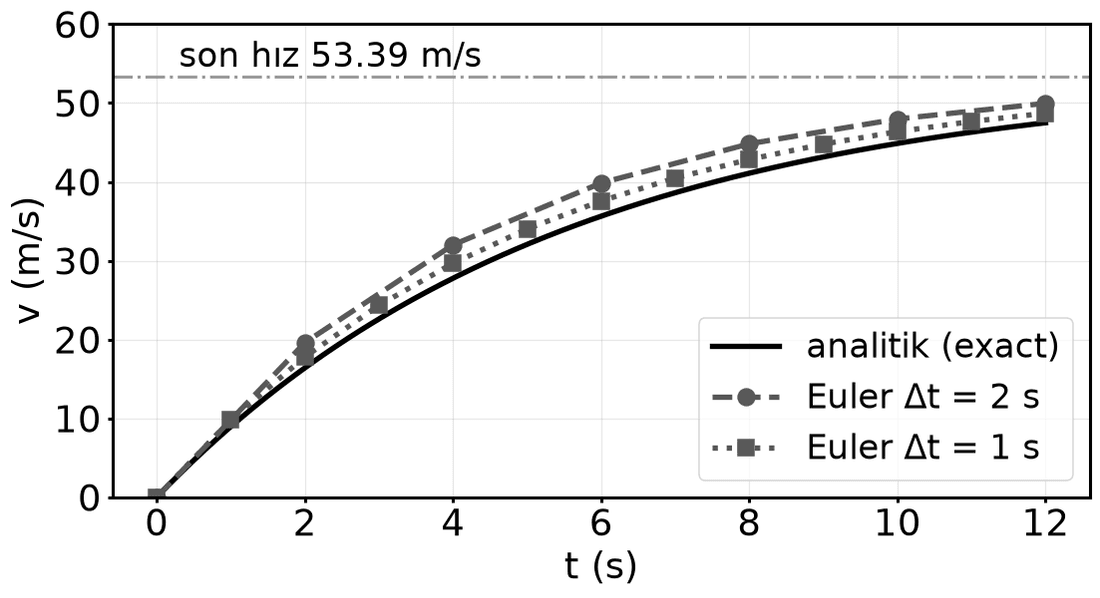 60
son hız 53.39 m/s
50
40
30
20
10
0
v (m/s)
analitik (exact)
Euler Δt = 2 s
Euler Δt = 1 s
0 2 4 6 8 10 12
t (s)